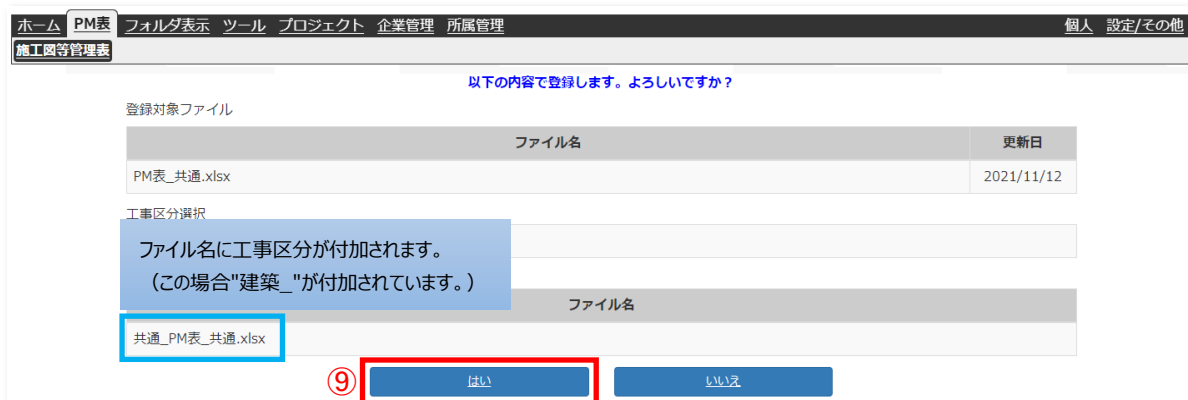 ホーム PM表 フォルダ表示 ツール プロジェクト 企業管理 所属管理 個人 設定/その他
施工図等管理表
以下の内容で登録します。よろしいですか？
登録対象ファイル
ファイル名 更新日
PM表_共通.xlsx 2021/11/12
工事区分選択
ファイル名に工事区分が付加されます。
（この場合"建築_"が付加されています。）
ファイル名
共通_PM表_共通.xlsx
⑨ はい いいえ